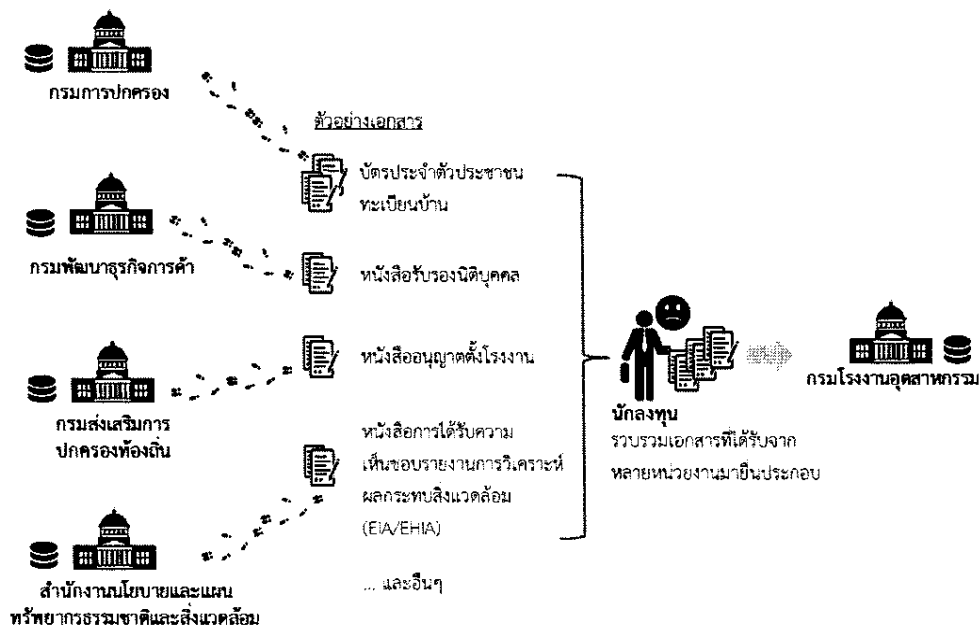 กรมการปกครอง
กรมพัฒนาธุรกิจการค้า
กรมส่งเสริมการ
ปกครองท้องถิ่น
สำนักงานนโยบายและแผน
ทรัพยากรธรรมชาติและสิ่งแวดล้อม
ตัวอย่างเอกสาร
บัตรประจำตัวประชาชน
ทะเบียนบ้าน
หนังสือรับรองนิติบุคคล
หนังสืออนุญาตตั้งโรงงาน
หนังสือการได้รับความ
เห็นชอบรายงานการวิเคราะห์
ผลกระทบสิ่งแวดล้อม
(EIA/EHIA)
... และอื่นๆ
นักลงทุน
รวบรวมเอกสารที่ได้รับจาก
หลายหน่วยงานมายื่นประกอบ
กรมโรงงานอุตสาหกรรม